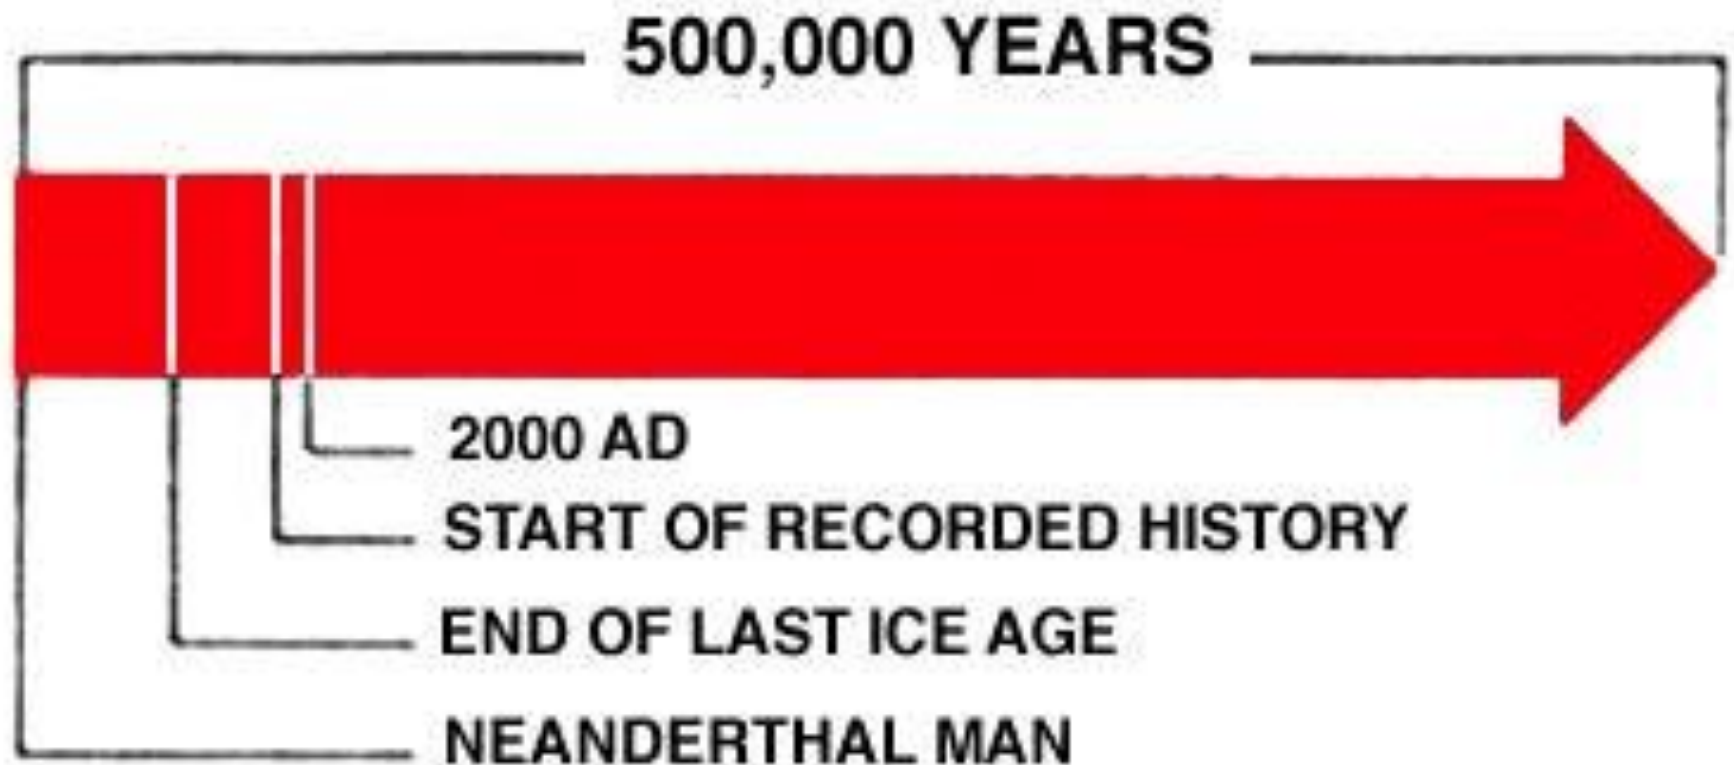 500,000 YEARS
2000 AD
START OF RECORDED HISTORY
END OF LAST ICE AGE
NEANDERTHAL MAN